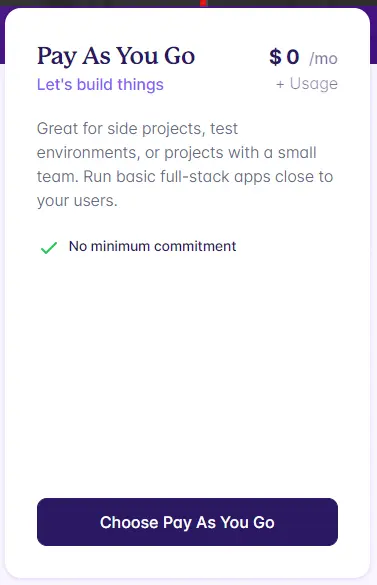 Pay As You Go
$0 /mo
Let's build things
+ Usage
Great for side projects, test
environments, or projects with a small
team. Run basic full-stack apps close to
your users.
No minimum commitment
Choose Pay As You Go